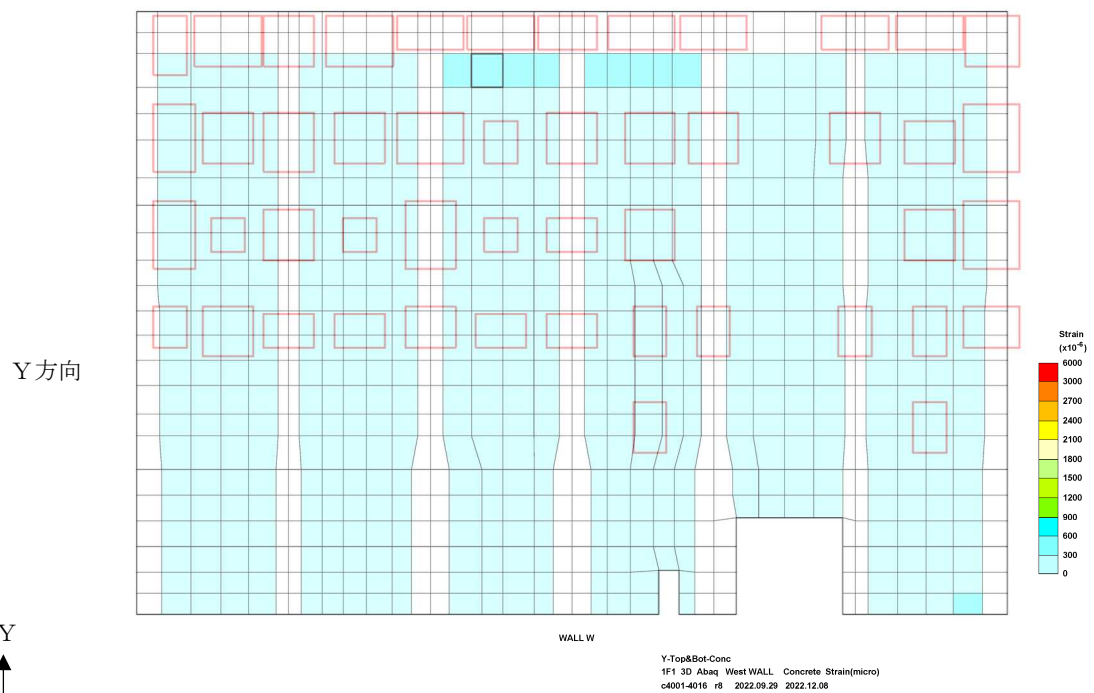 Y方向
Strain
(x10-6)
6000
3000
2700
2400
2100
1800
1500
1200
900
600
300
0
Y
WALL W
Y-Top&Bot-Conc
1F1 3D Abaq West WALL Concrete Strain(micro)
c4001-4016 r8 2022.09.29 2022.12.08